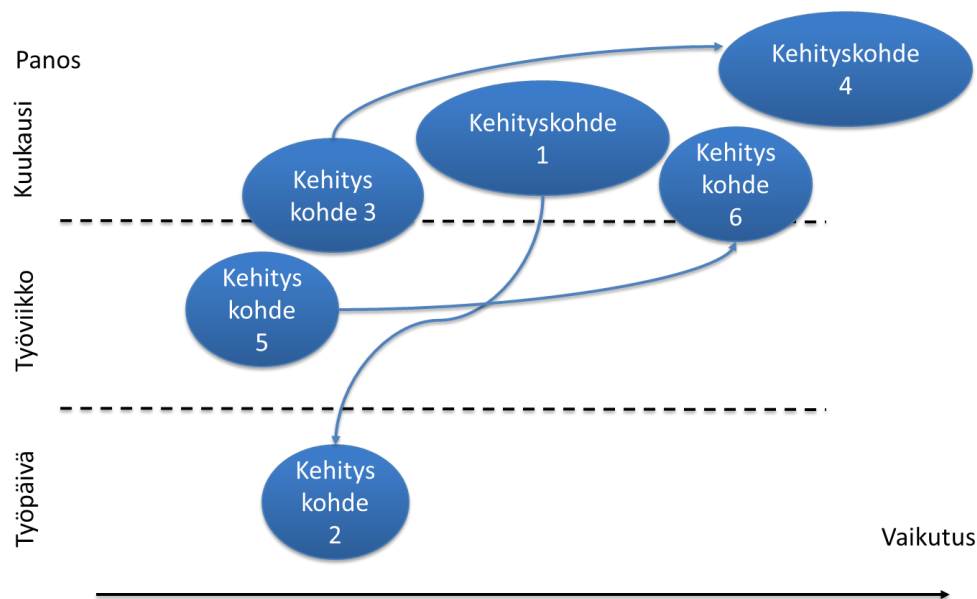 Panos
Kehityskohde
4
Kuukausi
Kehityskohde
1
Kehitys
kohde
6
Kehitys
kohde 3
Työviikko
Kehitys
kohde
5
Työpäivä
Kehitys
kohde
2
Vaikutus